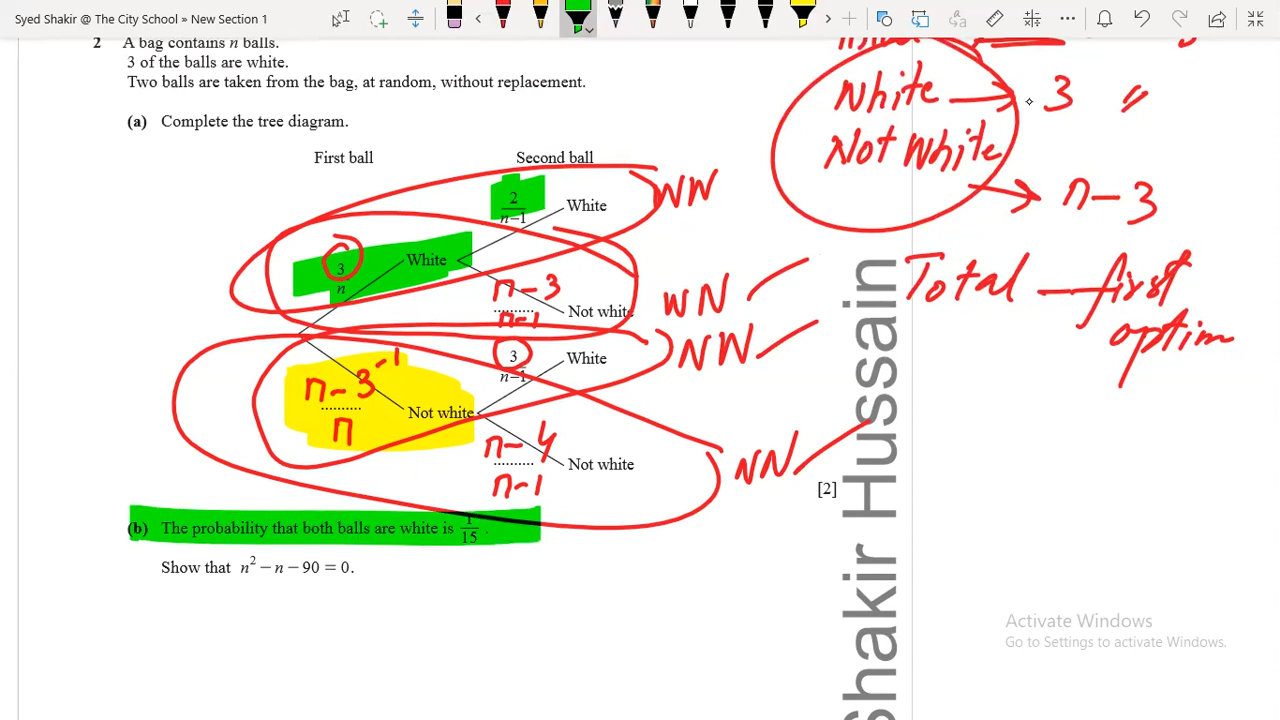 Syed Shakir @ The City School » New Section 1
2 A bag contains n balls.
3 of the balls are white.
Two balls are taken from the bag, at random, without replacement.
White → 3 "
Not White → n-3
(a) Complete the tree diagram.
First ball Second ball
2/n-1 White
WW
3/n White
n-3/n-1 Not white
WN
3/n-1 White
NW
n-3-1/n Not white
n-4/n-1 Not white
NN
[2]
Total — first
option
(b) The probability that both balls are white is 1/15.
Show that n² – n – 90 = 0.
Shakir Hussain
Activate Windows
Go to Settings to activate Windows.